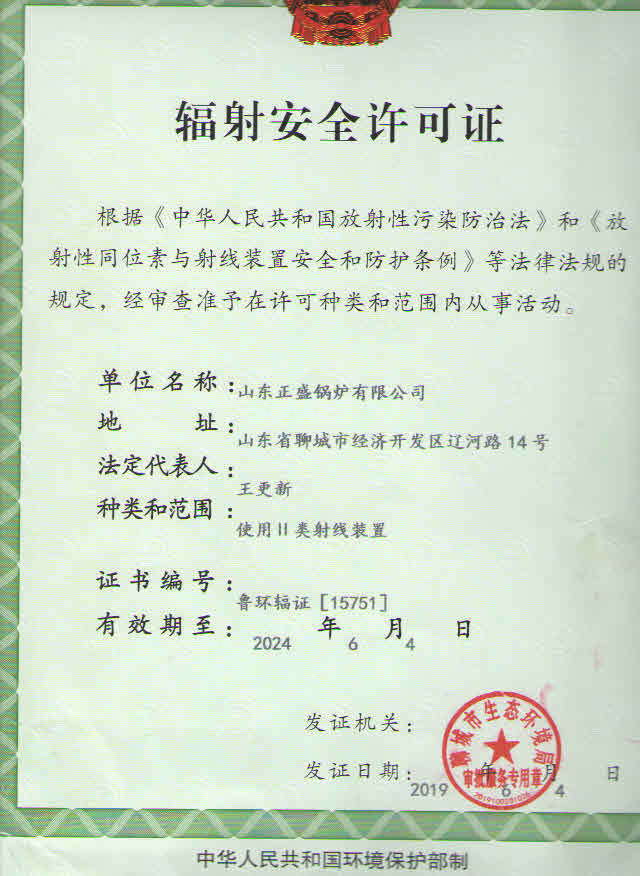 辐射安全许可证
根据《中华人民共和国放射性污染防治法》和《放
射性同位素与射线装置安全和防护条例》等法律法规的
规定，经审查准予在许可种类和范围内从事活动。
单位名称：山东正盛锅炉有限公司
地址：山东省聊城市经济开发区辽河路14号
法定代表人：王更新
种类和范围：使用II类射线装置
证书编号：鲁环辐证［15751］
有效期至：2024年6月4日
发证机关：
聊城市生态环境局
审批服务专用章
发证日期：2019年6月4日
中华人民共和国环境保护部制